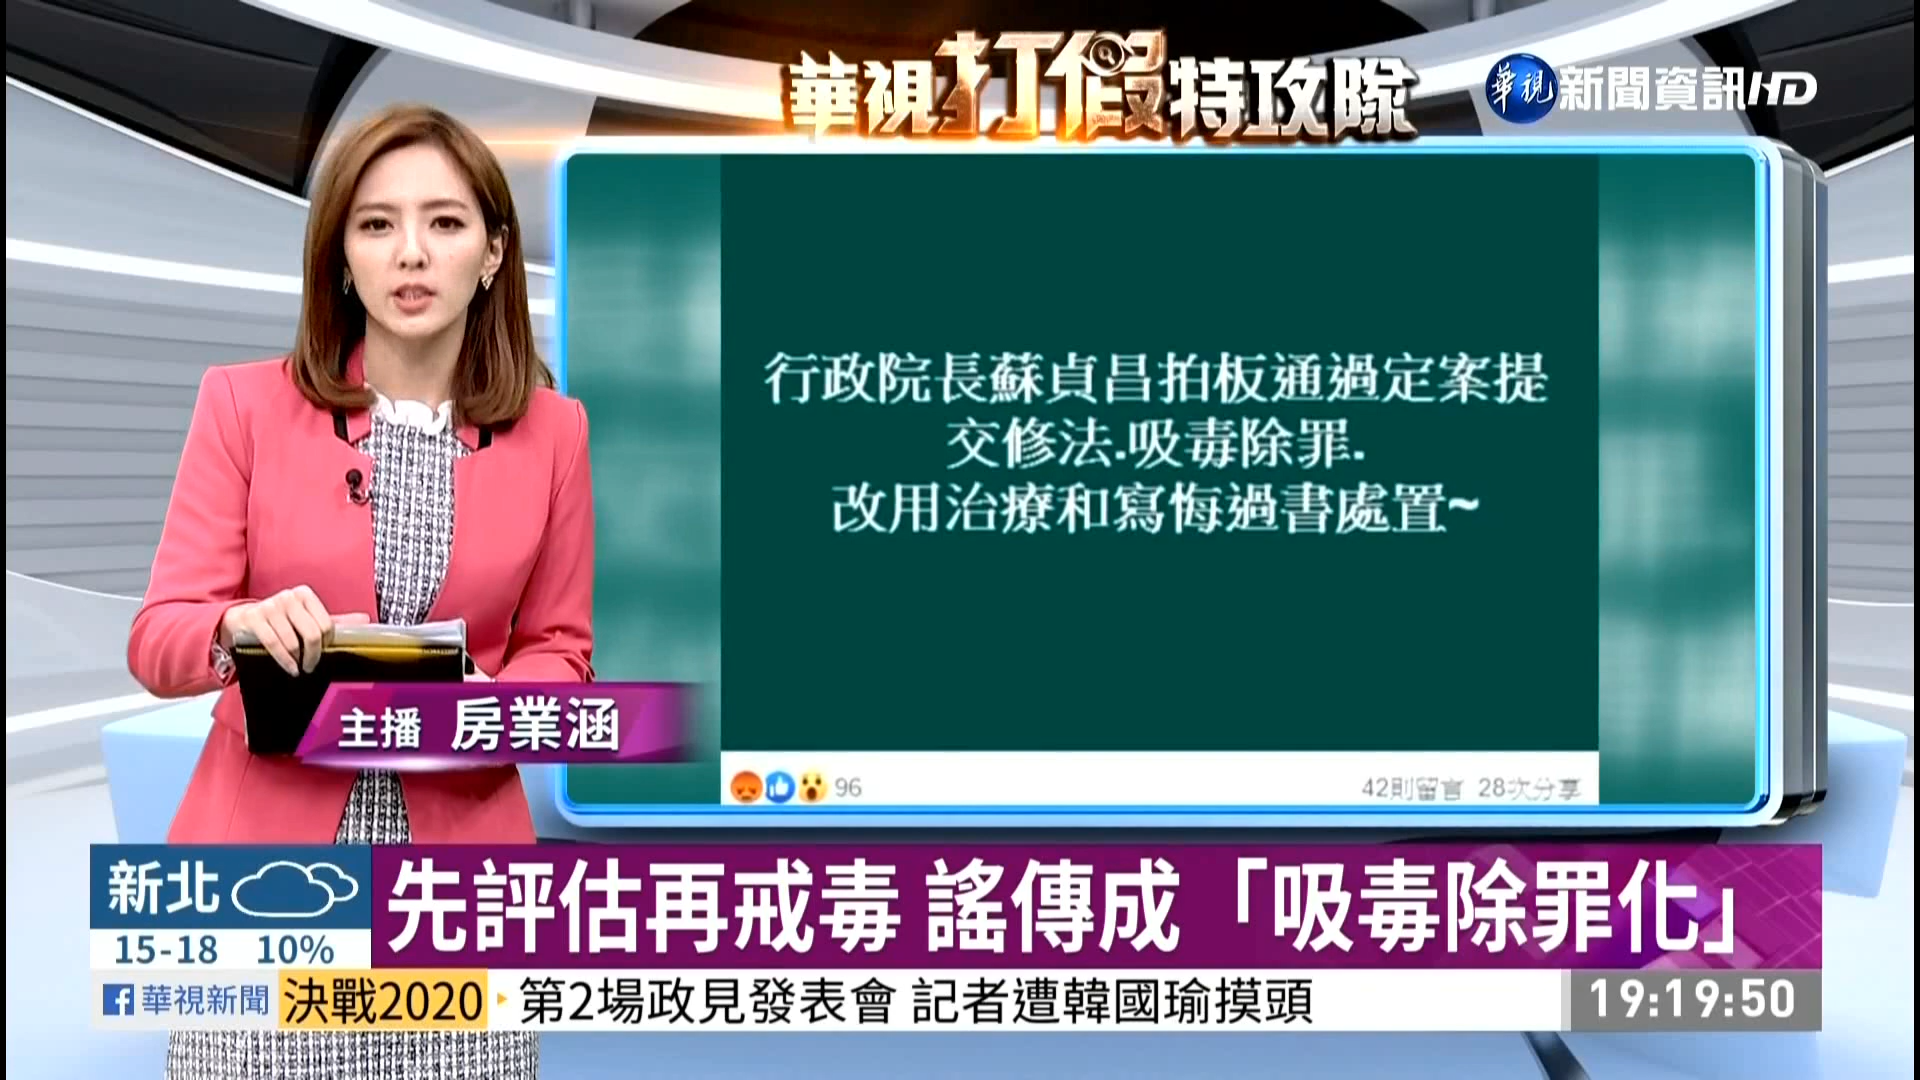 華視打假特攻隊
華視 新聞資訊HD
行政院長蘇貞昌拍板通過定案提
交修法.吸毒除罪.
改用治療和寫悔過書處置~
96
42則留言 28次分享
主播 房業涵
新北
15-18 10%
先評估再戒毒 謠傳成「吸毒除罪化」
華視新聞
決戰2020
第2場政見發表會 記者遭韓國瑜摸頭
19:19:50